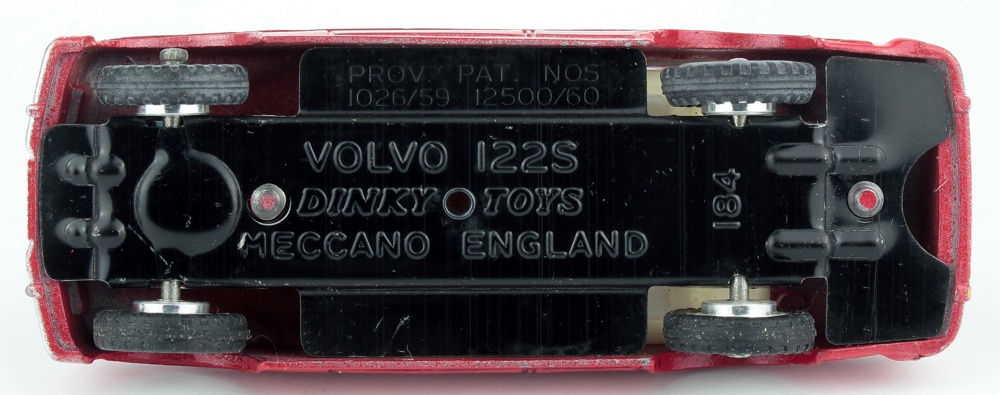 PROV. PAT. NOS
1026/59 12500/60
VOLVO 122S
DINKY TOYS
MECCANO ENGLAND
184